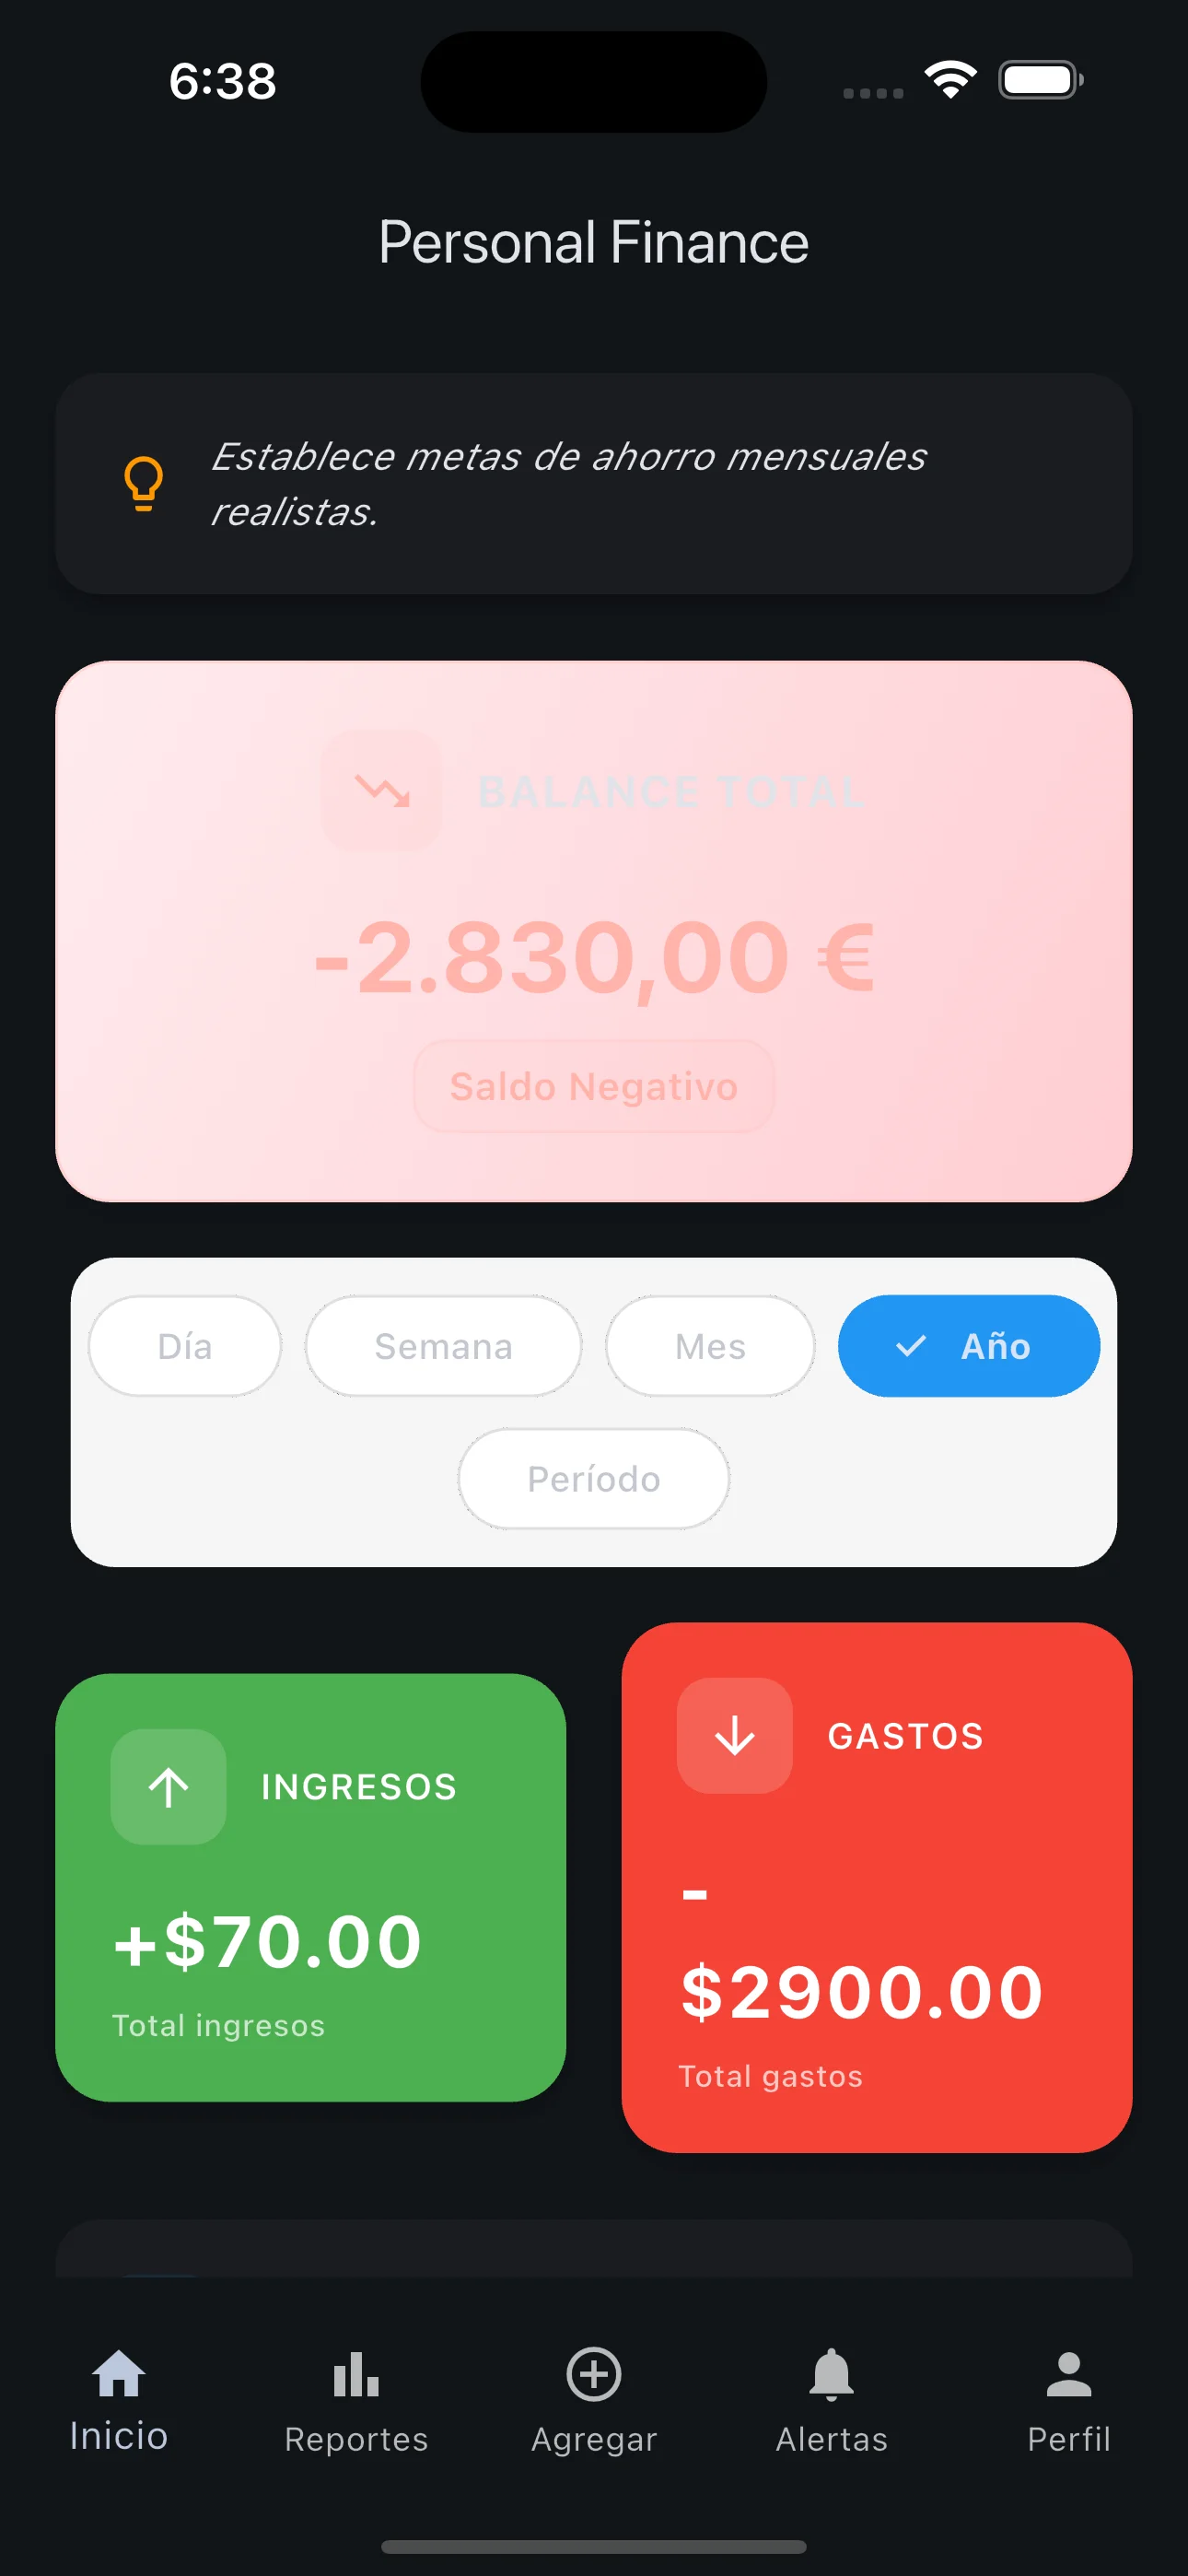 6:38
Personal Finance
Establece metas de ahorro mensuales
realistas.
BALANCE TOTAL
-2.830,00 €
Saldo Negativo
Día
Semana
Mes
Año
Período
INGRESOS
+$70.00
Total ingresos
GASTOS
-
$2900.00
Total gastos
Inicio
Reportes
Agregar
Alertas
Perfil